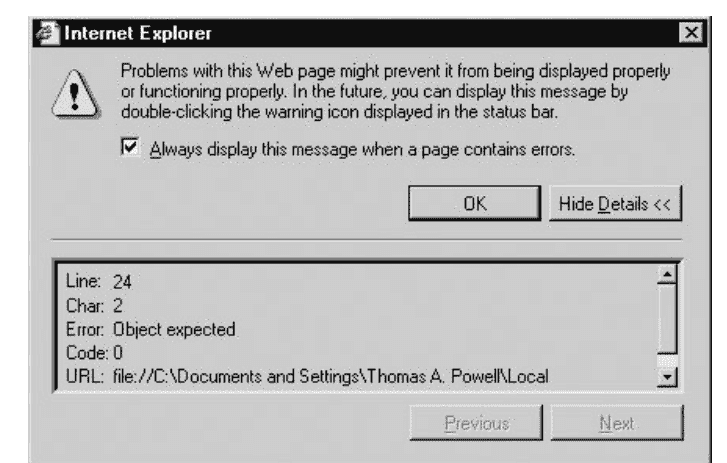 Internet Explorer
Problems with this Web page might prevent it from being displayed properly
or functioning properly. In the future, you can display this message by
double-clicking the warning icon displayed in the status bar.
Always display this message when a page contains errors.
OK
Hide Details <<
Line: 24
Char: 2
Error: Object expected
Code: 0
URL: file://C:\Documents and Settings\Thomas A. Powell\Local
Previous
Next